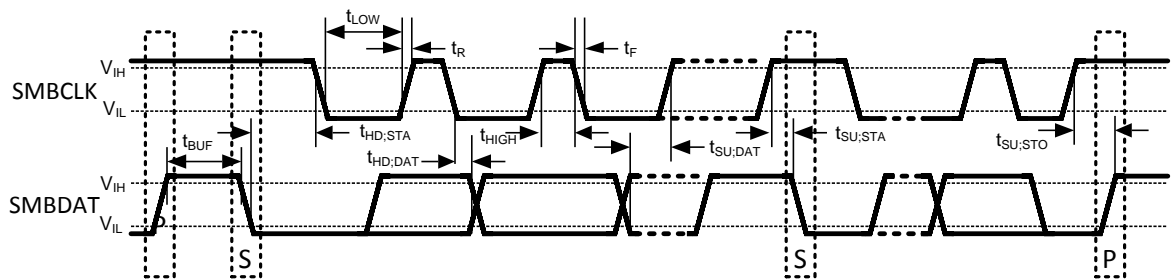 tLOW
tR
tF
VIH
SMBCLK
VIL
tHD;STA
tHIGH
tSU;DAT
tSU;STA
tSU;STO
tBUF
tHD;DAT
VIH
SMBDAT
VIL
P
S
S
P